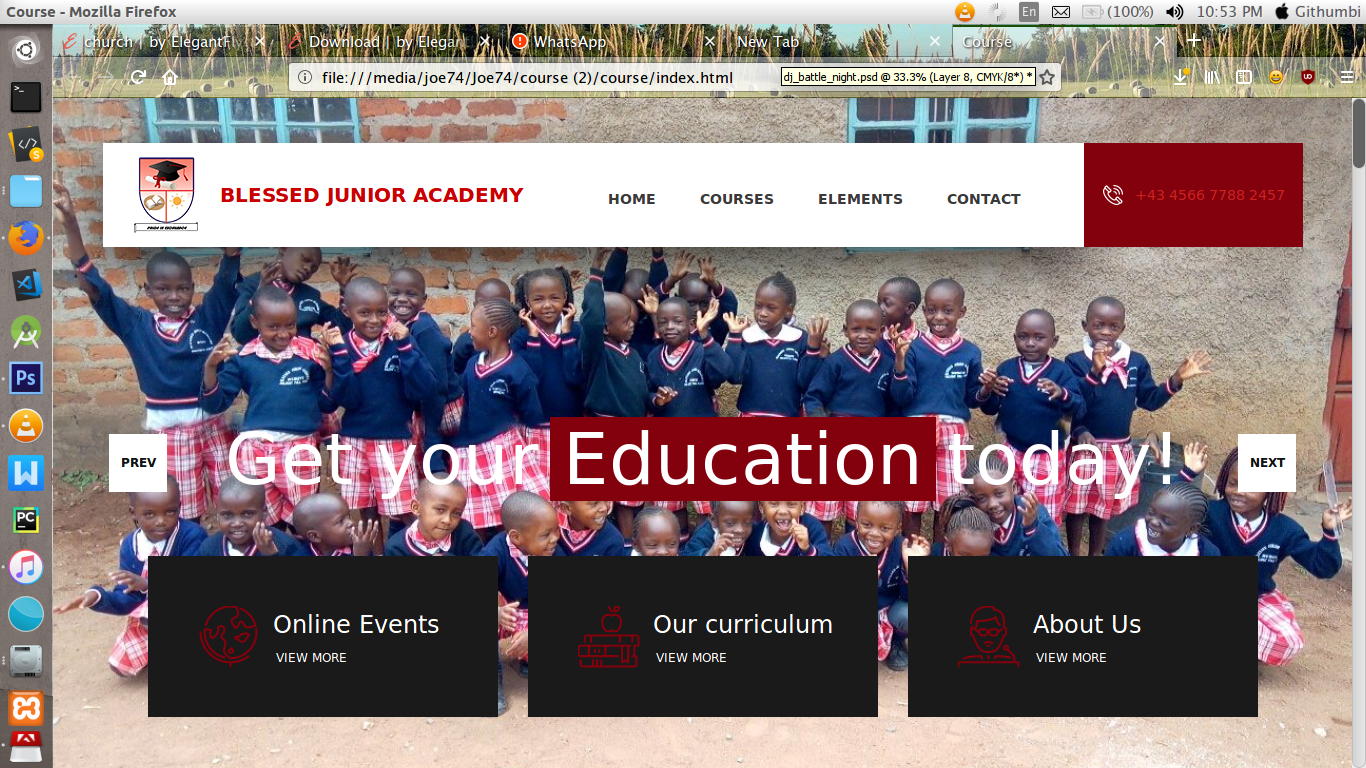 Course - Mozilla Firefox
En
(100%)
10:53 PM
Githumbi
church | by ElegantFl
Download | by Elegan
WhatsApp
New Tab
Course
file:///media/joe74/Joe74/course (2)/course/index.html
dj_battle_night.psd @ 33.3% (Layer 8, CMYK/8*) *
BLESSED JUNIOR ACADEMY
HOME
COURSES
ELEMENTS
CONTACT
+43 4566 7788 2457
PREV
Get your Education today!
NEXT
Online Events
VIEW MORE
Our curriculum
VIEW MORE
About Us
VIEW MORE
Ps
PC